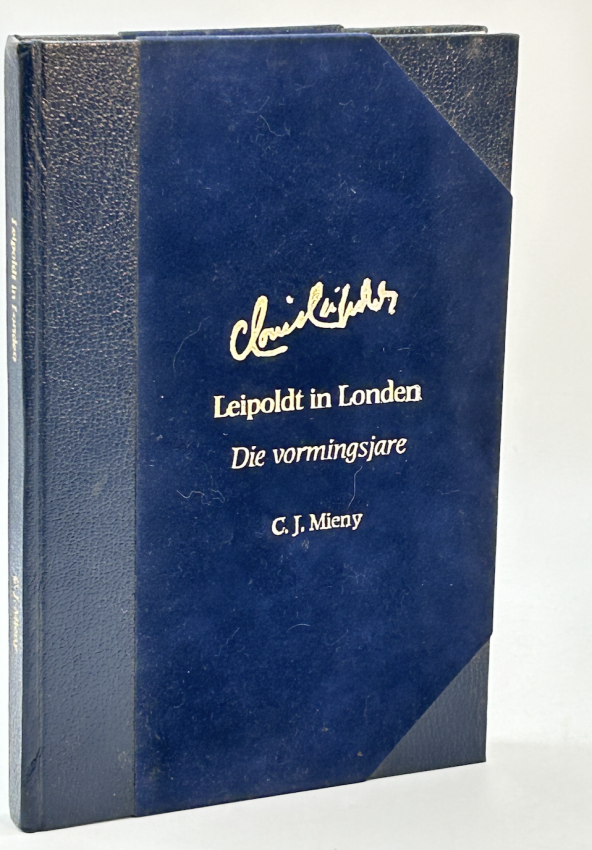 Leipoldt in Londen
Die vormingsjare
C. J. Mieny
Leipoldt in Londen
C. J. Mieny